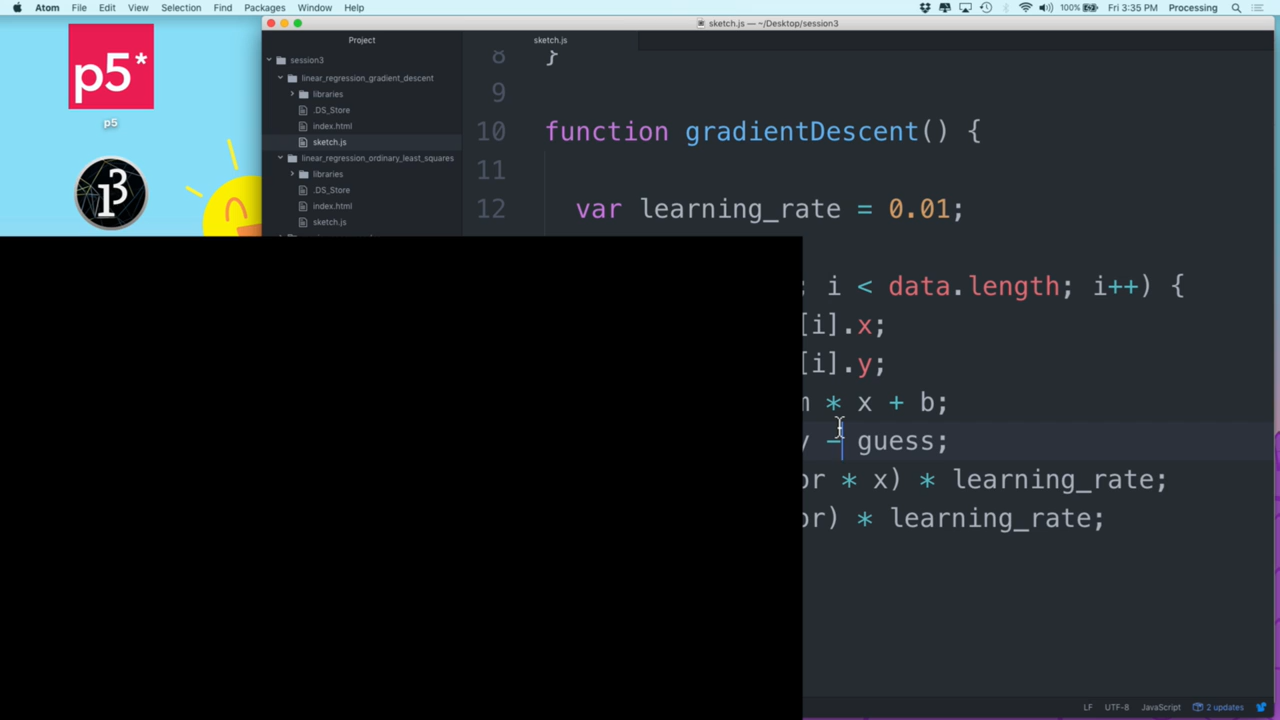 Atom File Edit View Selection Find Packages Window Help 100% Fri 3:35 PM Processing
sketch.js — ~/Desktop/session3
p5*
p5
Project
session3
linear_regression_gradient_descent
libraries
.DS_Store
index.html
sketch.js
linear_regression_ordinary_least_squares
libraries
.DS_Store
index.html
sketch.js
sketch.js
8 }
9
10 function gradientDescent() {
11
12 var learning_rate = 0.01;
; i < data.length; i++) {
[i].x;
[i].y;
m * x + b;
y - guess;
or * x) * learning_rate;
or) * learning_rate;
LF UTF-8 JavaScript 2 updates